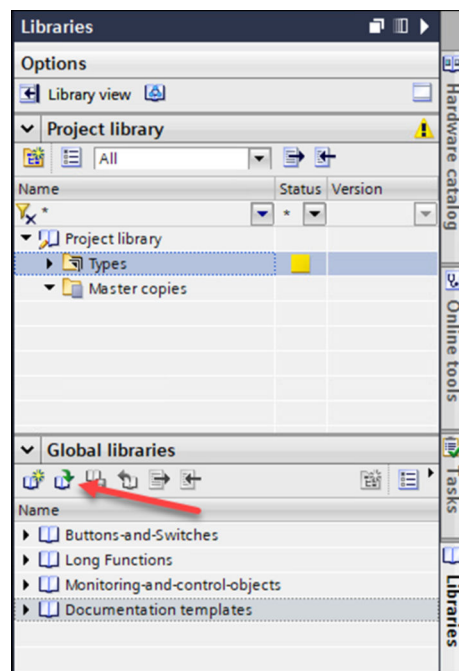 Libraries
Options
Library view
Project library
All
Name Status Version
* *
Project library
Types
Master copies
Global libraries
Name
Buttons-and-Switches
Long Functions
Monitoring-and-control-objects
Documentation templates
Hardware catalog
Online tools
Tasks
Libraries